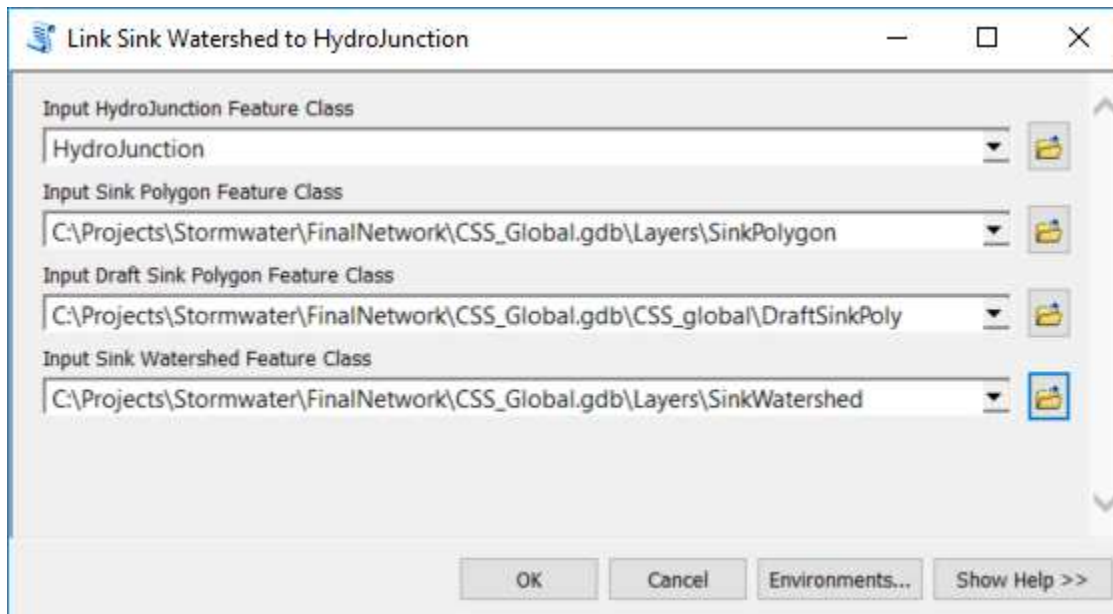 Link Sink Watershed to HydroJunction
Input HydroJunction Feature Class
HydroJunction
Input Sink Polygon Feature Class
C:\Projects\Stormwater\FinalNetwork\CSS_Global.gdb\Layers\SinkPolygon
Input Draft Sink Polygon Feature Class
C:\Projects\Stormwater\FinalNetwork\CSS_Global.gdb\CSS_global\DraftSinkPoly
Input Sink Watershed Feature Class
C:\Projects\Stormwater\FinalNetwork\CSS_Global.gdb\Layers\SinkWatershed
OK Cancel Environments... Show Help >>